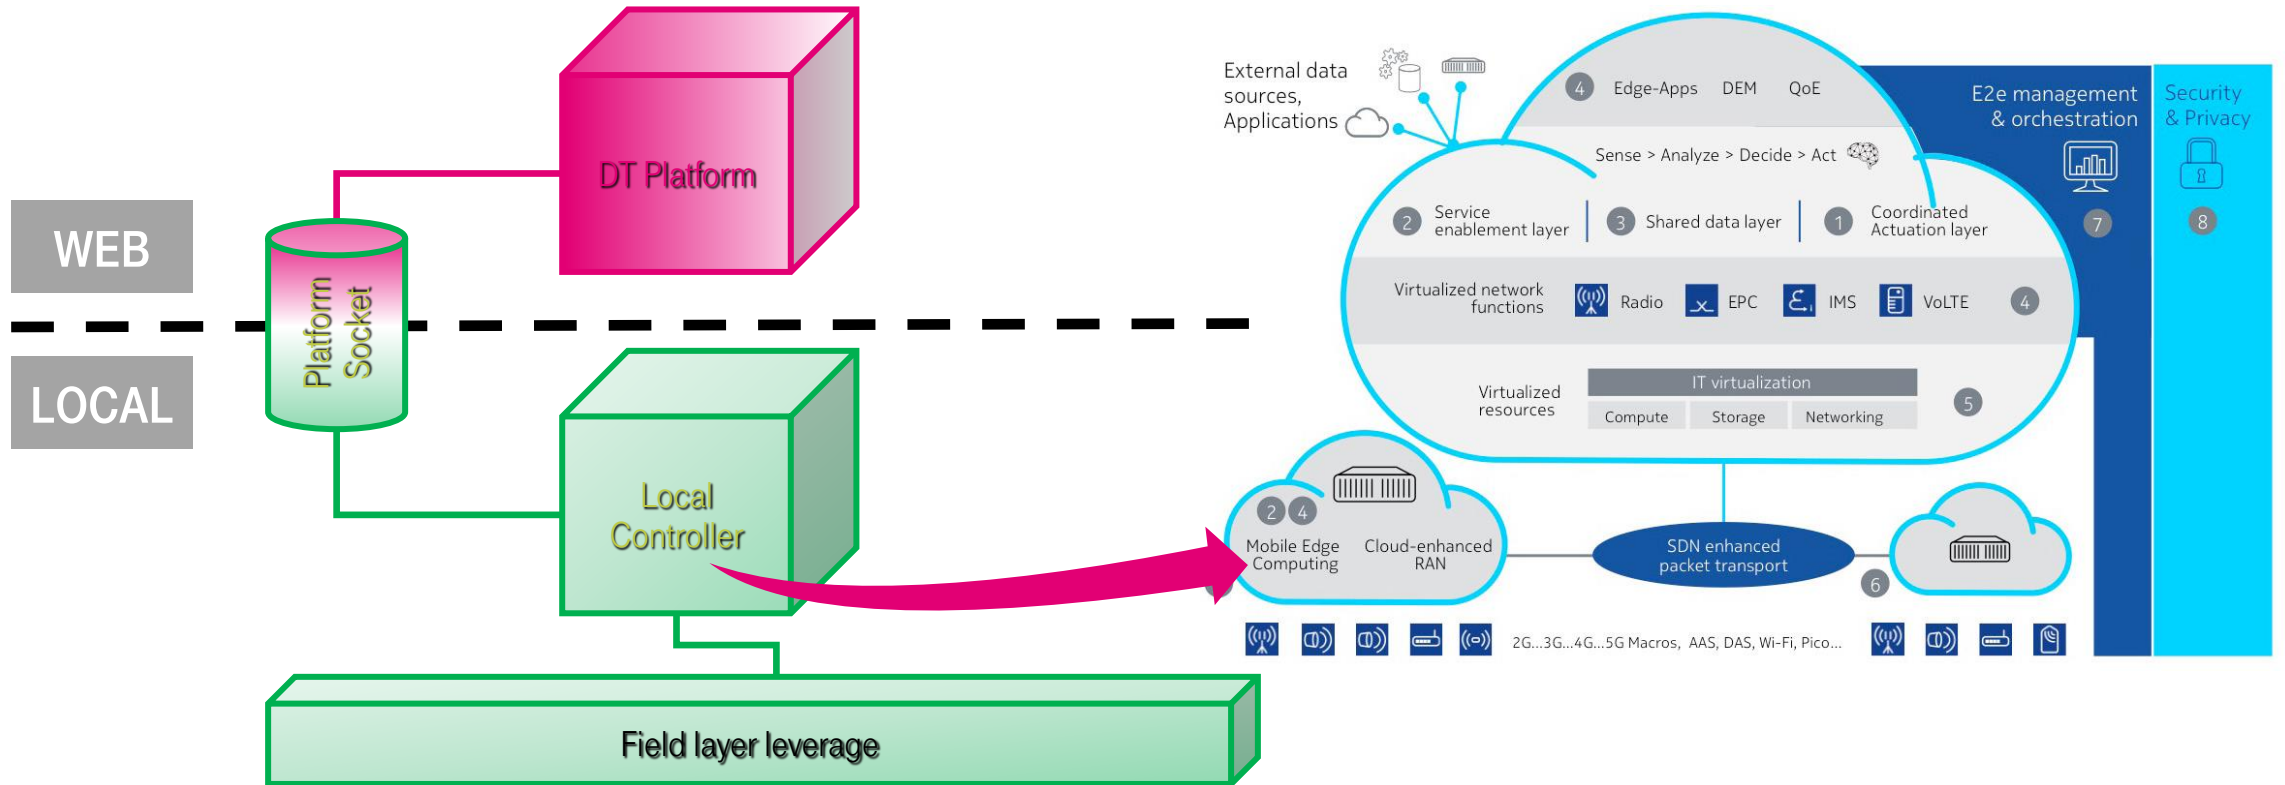 DT Platform
WEB
Platform
Socket
LOCAL
Local
Controller
Field layer leverage
External data
sources,
Applications
4 Edge-Apps DEM QoE
Sense > Analyze > Decide > Act
2 Service
enablement layer
3 Shared data layer
1 Coordinated
Actuation layer
Virtualized network
functions
Radio EPC IMS VoLTE 4
Virtualized
resources
IT virtualization
Compute Storage Networking
5
E2e management
& orchestration
7
Security
& Privacy
8
2 4
Mobile Edge
Computing
Cloud-enhanced
RAN
SDN enhanced
packet transport
6
2G...3G...4G...5G Macros, AAS, DAS, Wi-Fi, Pico...